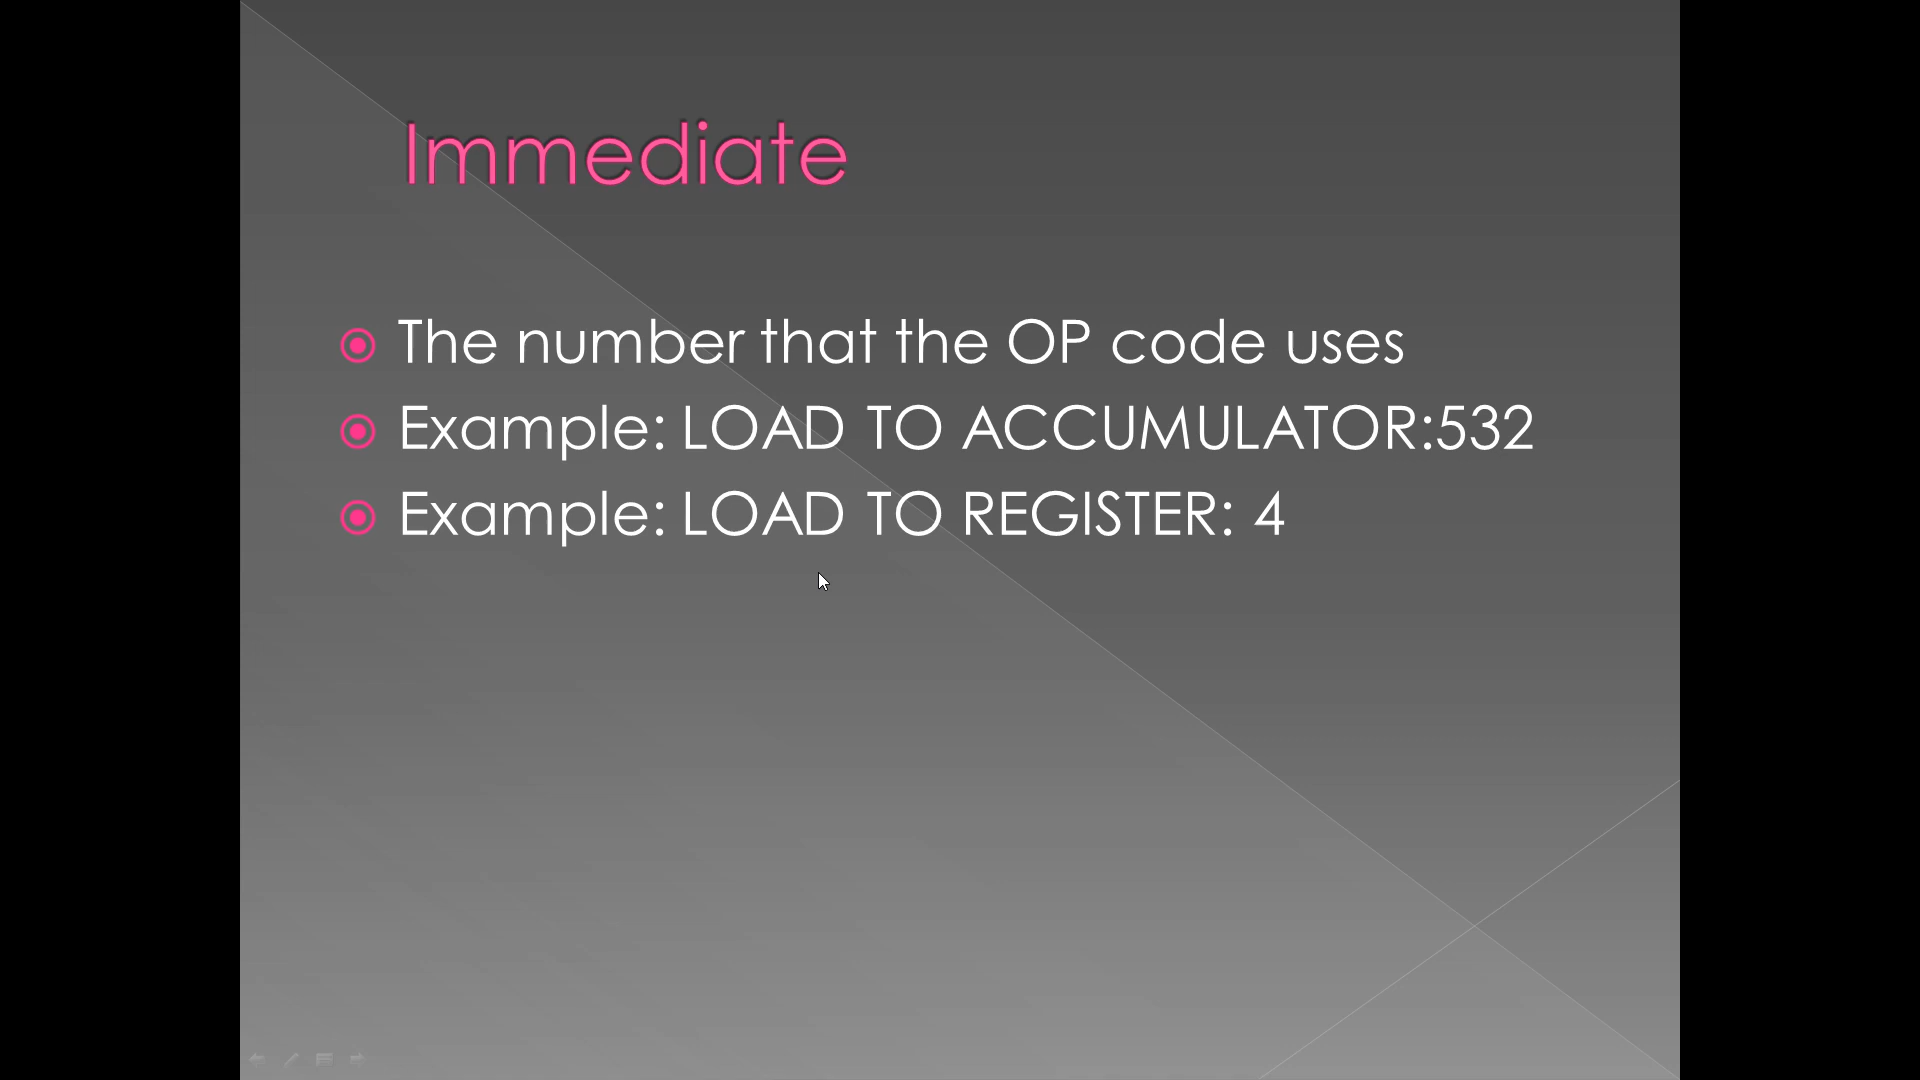 Immediate
The number that the OP code uses
Example: LOAD TO ACCUMULATOR:532
Example: LOAD TO REGISTER: 4